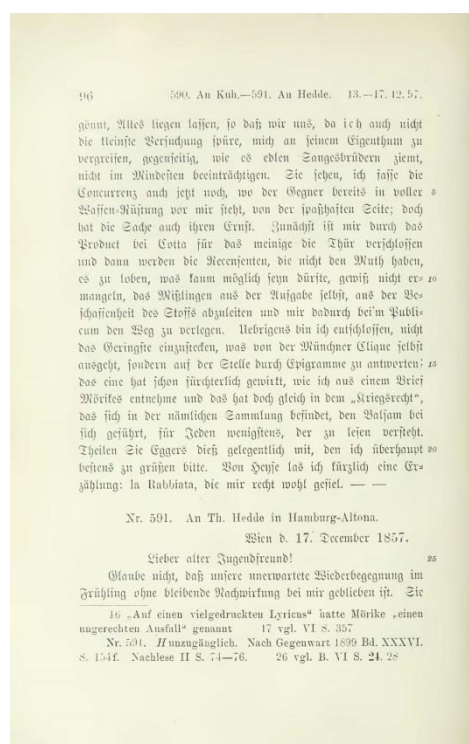 96 590. An Kuh.—591. An Hedde. 13.—17. 12. 57.
gönnt, Alles liegen lassen, so daß wir uns, da ich auch nicht
die kleinste Versuchung spüre, mich an seinem Eigenthum zu
vergreifen, gegenseitig, wie es edlen Sangesbrüdern ziemt,
nicht im Mindesten beeinträchtigen. Sie sehen, ich fasse die
Concurrenz auch jetzt noch, wo der Gegner bereits in voller 5
Waffen-Rüstung vor mir steht, von der spaßhaften Seite; doch
hat die Sache auch ihren Ernst. Zunächst ist mir durch das
Product bei Cotta für das meinige die Thür verschlossen
und dann werden die Recensenten, die nicht den Muth haben,
es zu loben, was kaum möglich seyn dürfte, gewiß nicht er= 10
mangeln, das Mißlingen aus der Aufgabe selbst, aus der Be=
schaffenheit des Stoffs abzuleiten und mir dadurch bei'm Publi=
cum den Weg zu verlegen. Uebrigens bin ich entschlossen, nicht
das Geringste einzustecken, was von der Münchner Clique selbst
ausgeht, sondern auf der Stelle durch Epigramme zu antworten; 15
das eine hat schon fürchterlich gewirkt, wie ich aus einem Brief
Mörikes entnehme und das hat doch gleich in dem „Kriegsrecht“,
das sich in der nämlichen Sammlung befindet, den Balsam bei
sich geführt, für Jeden wenigstens, der zu lesen versteht.
Theilen Sie Eggers dieß gelegentlich mit, den ich überhaupt 20
bestens zu grüßen bitte. Von Heyse las ich kürzlich eine Er=
zählung: la Rabbiata, die mir recht wohl gefiel. — —
Nr. 591. An Th. Hedde in Hamburg-Altona.
Wien d. 17. December 1857.
Lieber alter Jugendfreund! 25
Glaube nicht, daß unsere unerwartete Wiederbegegnung im
Frühling ohne bleibende Nachwirkung bei mir geblieben ist. Sie
16 „Auf einen vielgedruckten Lyricus“ hatte Mörike „einen
ungerechten Ausfall“ genannt 17 vgl. VI S. 357
Nr. 591. H unzugänglich. Nach Gegenwart 1899 Bd. XXXVI.
S. 154f. Nachlese II S. 74—76. 26 vgl. B. VI S. 24, 28